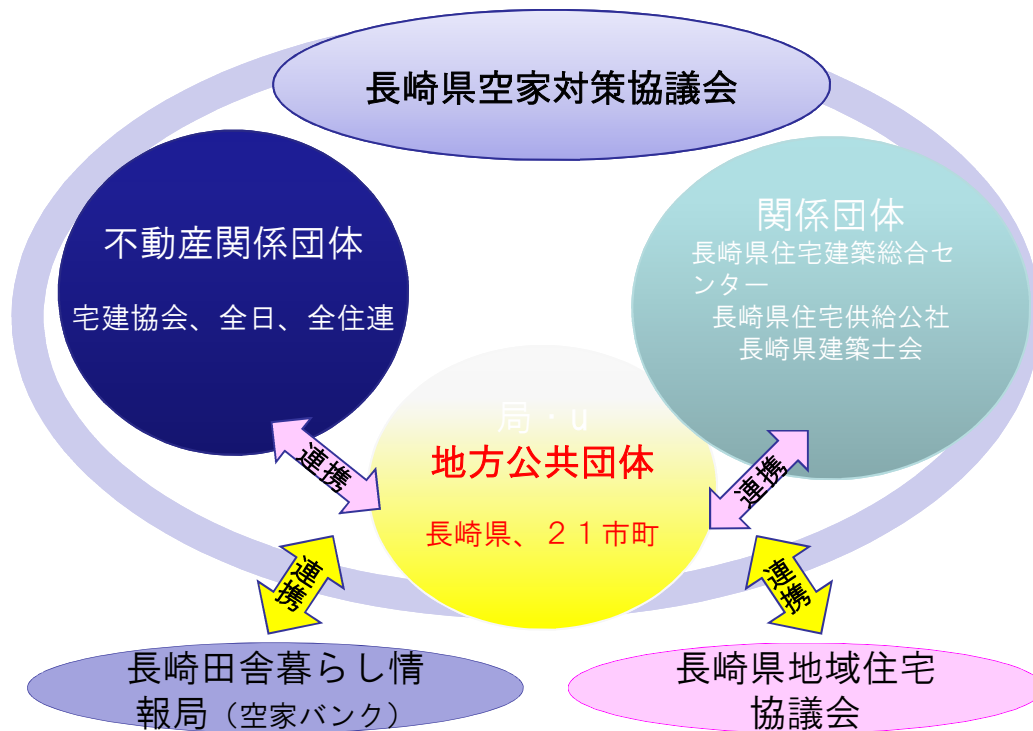 長崎県空家対策協議会
不動産関係団体
宅建協会、全日、全住連
関係団体
長崎県住宅建築総合セ
ンター
長崎県住宅供給公社
長崎県建築士会
局・u
地方公共団体
長崎県、２１市町
連携
連携
連携
連携
長崎田舎暮らし情
報局（空家バンク）
長崎県地域住宅
協議会